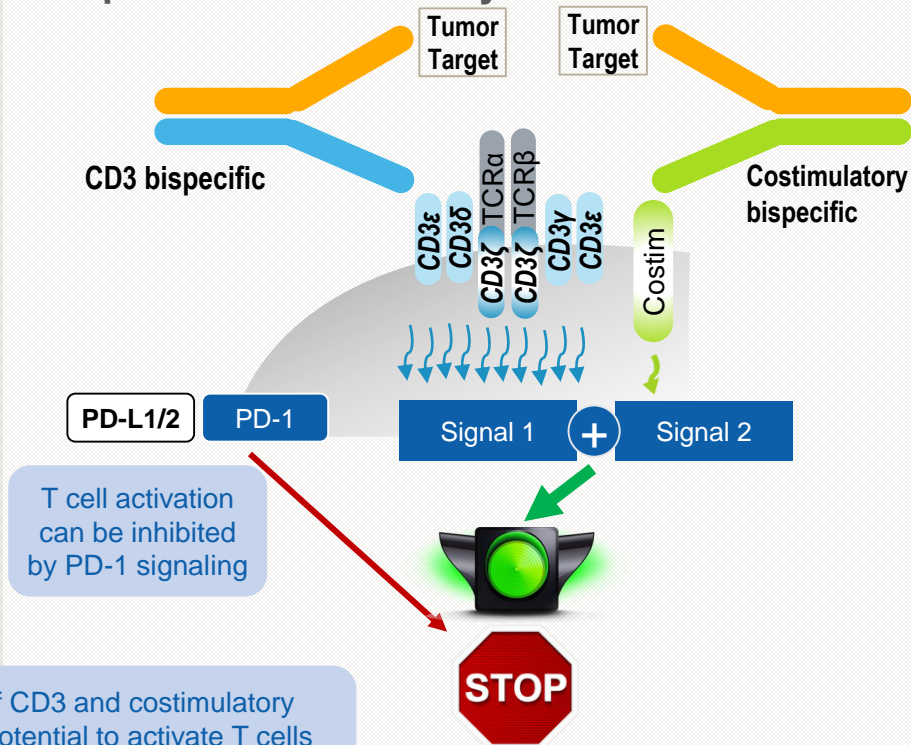 Tumor
Target
Tumor
Target
CD3 bispecific
Costimulatory
bispecific
CD3ε
CD3δ
TCRα
CD3ζ
TCRβ
CD3ζ
CD3γ
CD3ε
Costim
PD-L1/2
PD-1
Signal 1
+
Signal 2
T cell activation
can be inhibited
by PD-1 signaling
STOP
CD3 and costimulatory
potential to activate T cells